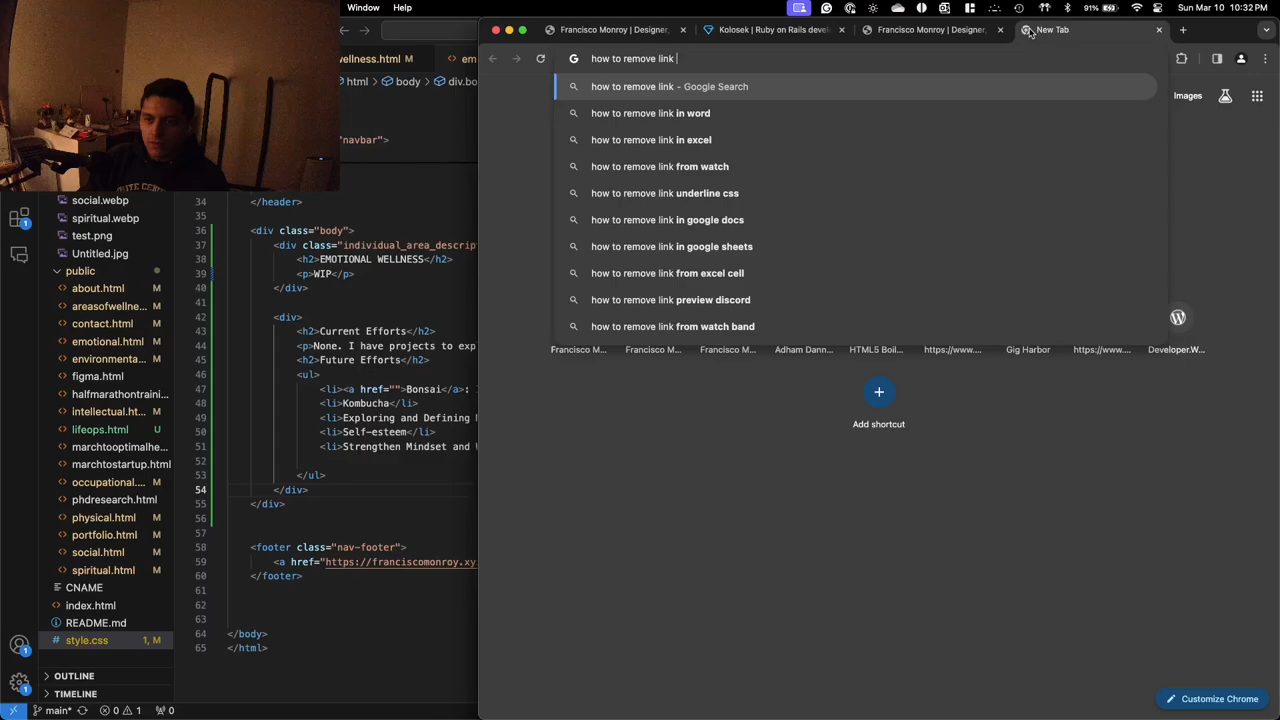 Window Help
91% Sun Mar 10 10:32 PM
Francisco Monroy | Designer,
Kolosek | Ruby on Rails devel
Francisco Monroy | Designer,
New Tab
how to remove link
how to remove link - Google Search
how to remove link in word
how to remove link in excel
how to remove link from watch
how to remove link underline css
how to remove link in google docs
how to remove link in google sheets
how to remove link from excel cell
how to remove link preview discord
how to remove link from watch band
Images
Francisco M...
Francisco M...
Francisco M...
Adham Dann...
HTML5 Boil...
https://www....
Gig Harbor
https://www....
Developer.W...
Add shortcut
Customize Chrome
wellness.html M
em
html > body > div.bo
"navbar">
social.webp
spiritual.webp
test.png
Untitled.jpg
public
about.html M
areasofwellne... M
contact.html M
emotional.html M
environmenta... M
figma.html
halfmarathontraini...
intellectual.ht... M
lifeops.html U
marchtooptimalhe...
marchtostartup.html
occupational.... M
phdresearch.html
physical.html M
portfolio.html M
social.html M
spiritual.html M
CNAME
index.html
README.md
# style.css 1, M
OUTLINE
TIMELINE
main* 0 1 0
34 </header>
35
36 <div class="body">
37 <div class="individual_area_descript
38 <h2>EMOTIONAL WELLNESS</h2>
39 <p>WIP</p>
40 </div>
41
42 <div>
43 <h2>Current Efforts</h2>
44 <p>None. I have projects to exp
45 <h2>Future Efforts</h2>
46 <ul>
47 <li><a href="">Bonsai</a>:
48 <li>Kombucha</li>
49 <li>Exploring and Defining
50 <li>Self-esteem</li>
51 <li>Strengthen Mindset and
52
53 </ul>
54 </div>
55 </div>
56
57
58 <footer class="nav-footer">
59 <a href="https://franciscomonroy.xy
60 </footer>
61
62
63
64 </body>
65 </html>
1
1